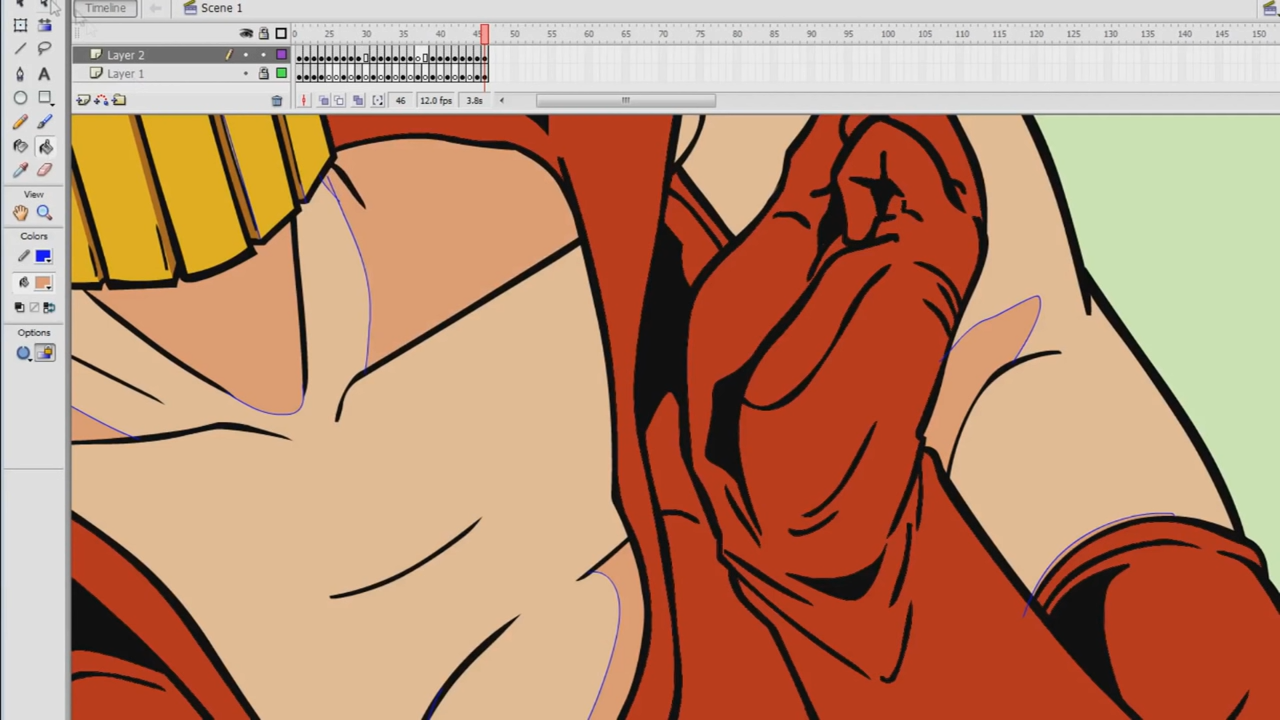 Timeline
Scene 1
0 25 30 35 40 45 50 55 60 65 70 75 80 85 90 95 100 105 110 115 120 125 130 135 140 145 150
Layer 2
Layer 1
46 12.0 fps 3.8s
View
Colors
Options